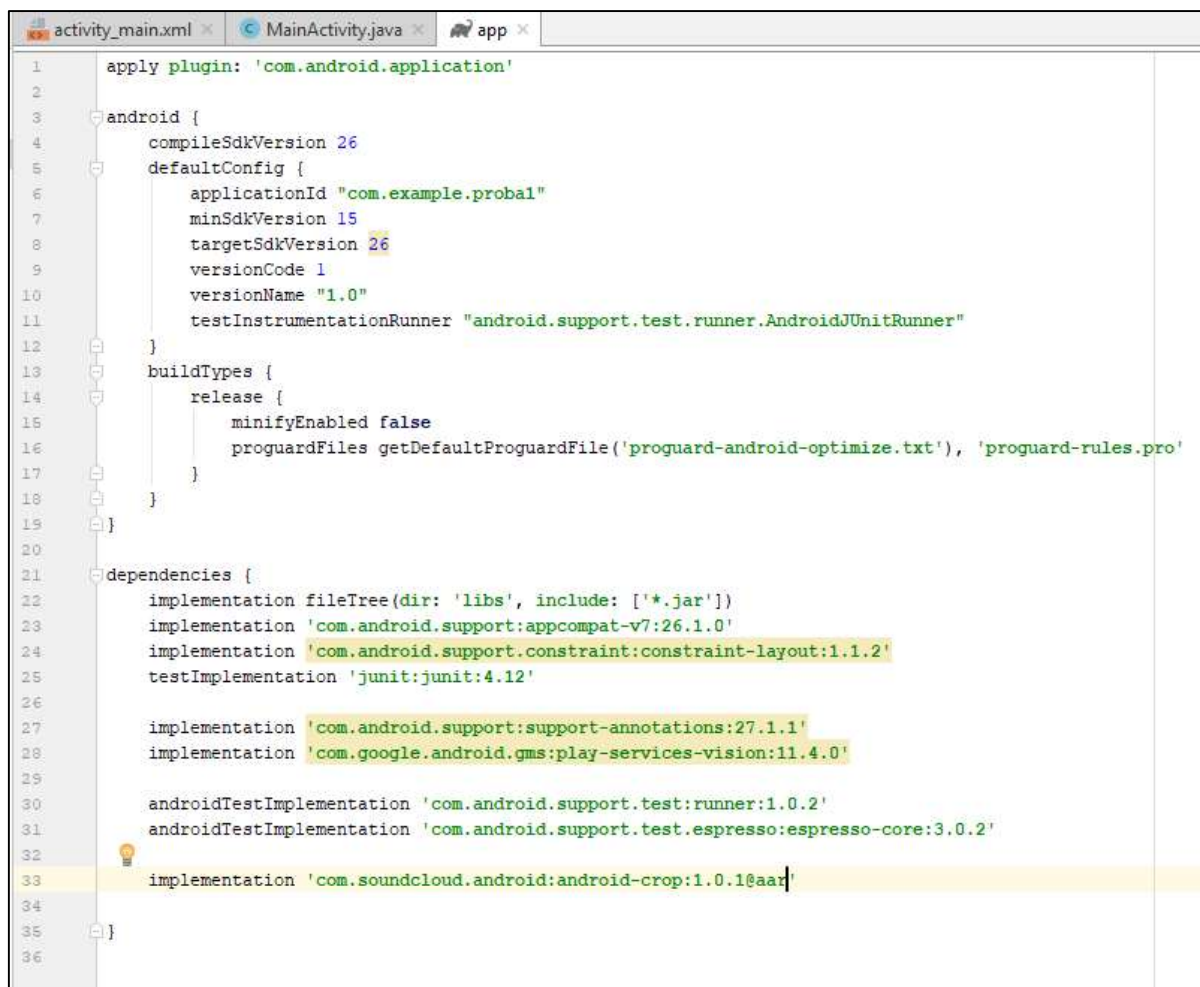 activity_main.xml MainActivity.java app
1 apply plugin: 'com.android.application'
2
3 android {
4 compileSdkVersion 26
5 defaultConfig {
6 applicationId "com.example.proba1"
7 minSdkVersion 15
8 targetSdkVersion 26
9 versionCode 1
10 versionName "1.0"
11 testInstrumentationRunner "android.support.test.runner.AndroidJUnitRunner"
12 }
13 buildTypes {
14 release {
15 minifyEnabled false
16 proguardFiles getDefaultProguardFile('proguard-android-optimize.txt'), 'proguard-rules.pro'
17 }
18 }
19 }
20
21 dependencies {
22 implementation fileTree(dir: 'libs', include: ['*.jar'])
23 implementation 'com.android.support:appcompat-v7:26.1.0'
24 implementation 'com.android.support.constraint:constraint-layout:1.1.2'
25 testImplementation 'junit:junit:4.12'
26
27 implementation 'com.android.support:support-annotations:27.1.1'
28 implementation 'com.google.android.gms:play-services-vision:11.4.0'
29
30 androidTestImplementation 'com.android.support.test:runner:1.0.2'
31 androidTestImplementation 'com.android.support.test.espresso:espresso-core:3.0.2'
32
33 implementation 'com.soundcloud.android:android-crop:1.0.1@aar'
34
35 }
36